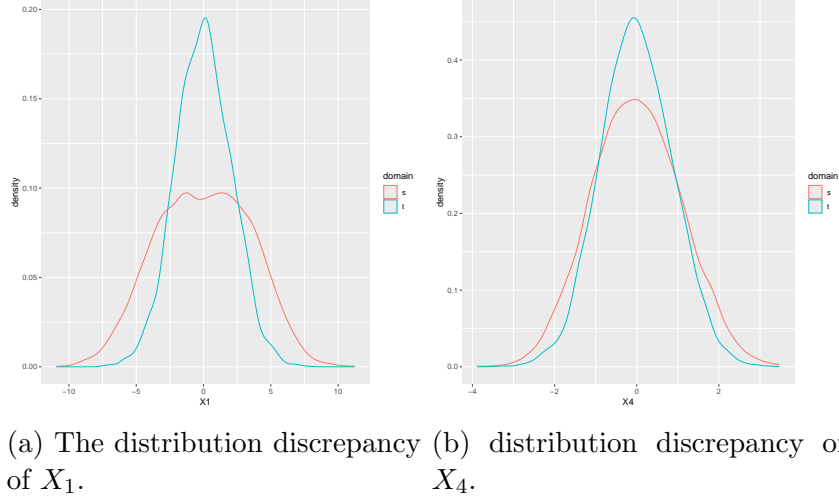 0.20
0.15
0.10
0.05
0.00
density
−10
−5
0
5
10
X1
domain
s
t
0.4
0.3
0.2
0.1
0.0
density
−4
−2
0
2
X4
domain
s
t
(a) The distribution discrepancy
of X1.
(b) distribution discrepancy of
X4.